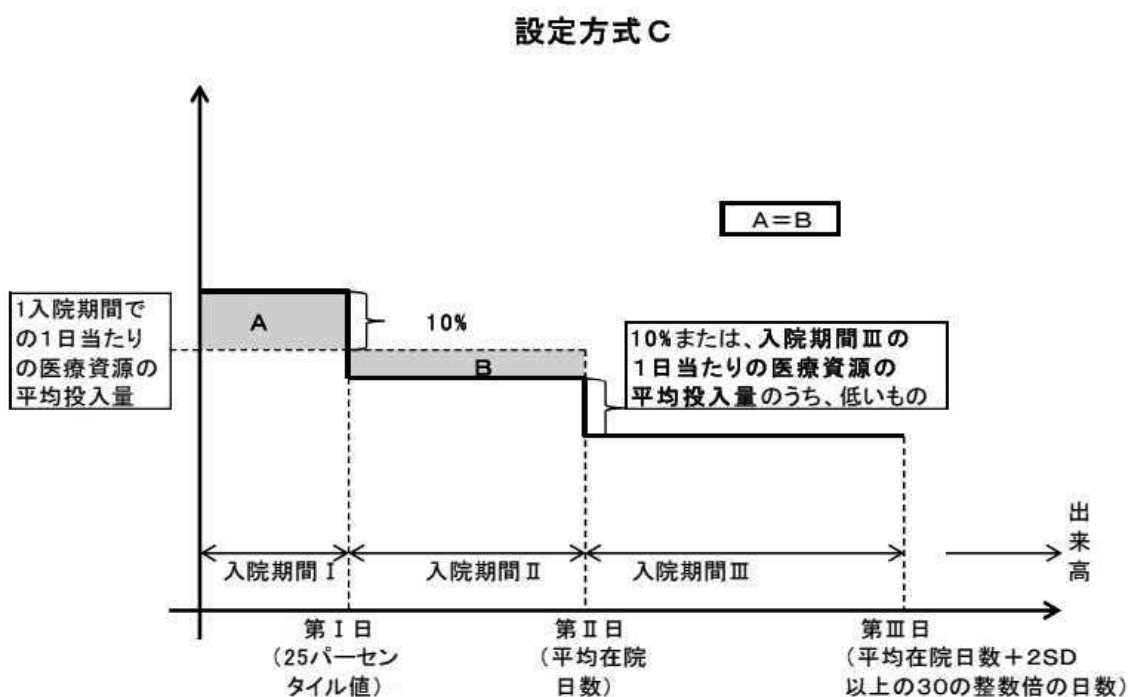 設定方式C
A=B
1入院期間で
の1日当たり
の医療資源の
平均投入量
A
10%
B
10%または、入院期間Ⅲの
1日当たりの医療資源の
平均投入量のうち、低いもの
出来高
入院期間Ⅰ
入院期間Ⅱ
入院期間Ⅲ
第Ⅰ日
(25パーセン
タイル値)
第Ⅱ日
(平均在院
日数)
第Ⅲ日
(平均在院日数+2SD
以上の30の整数倍の日数)